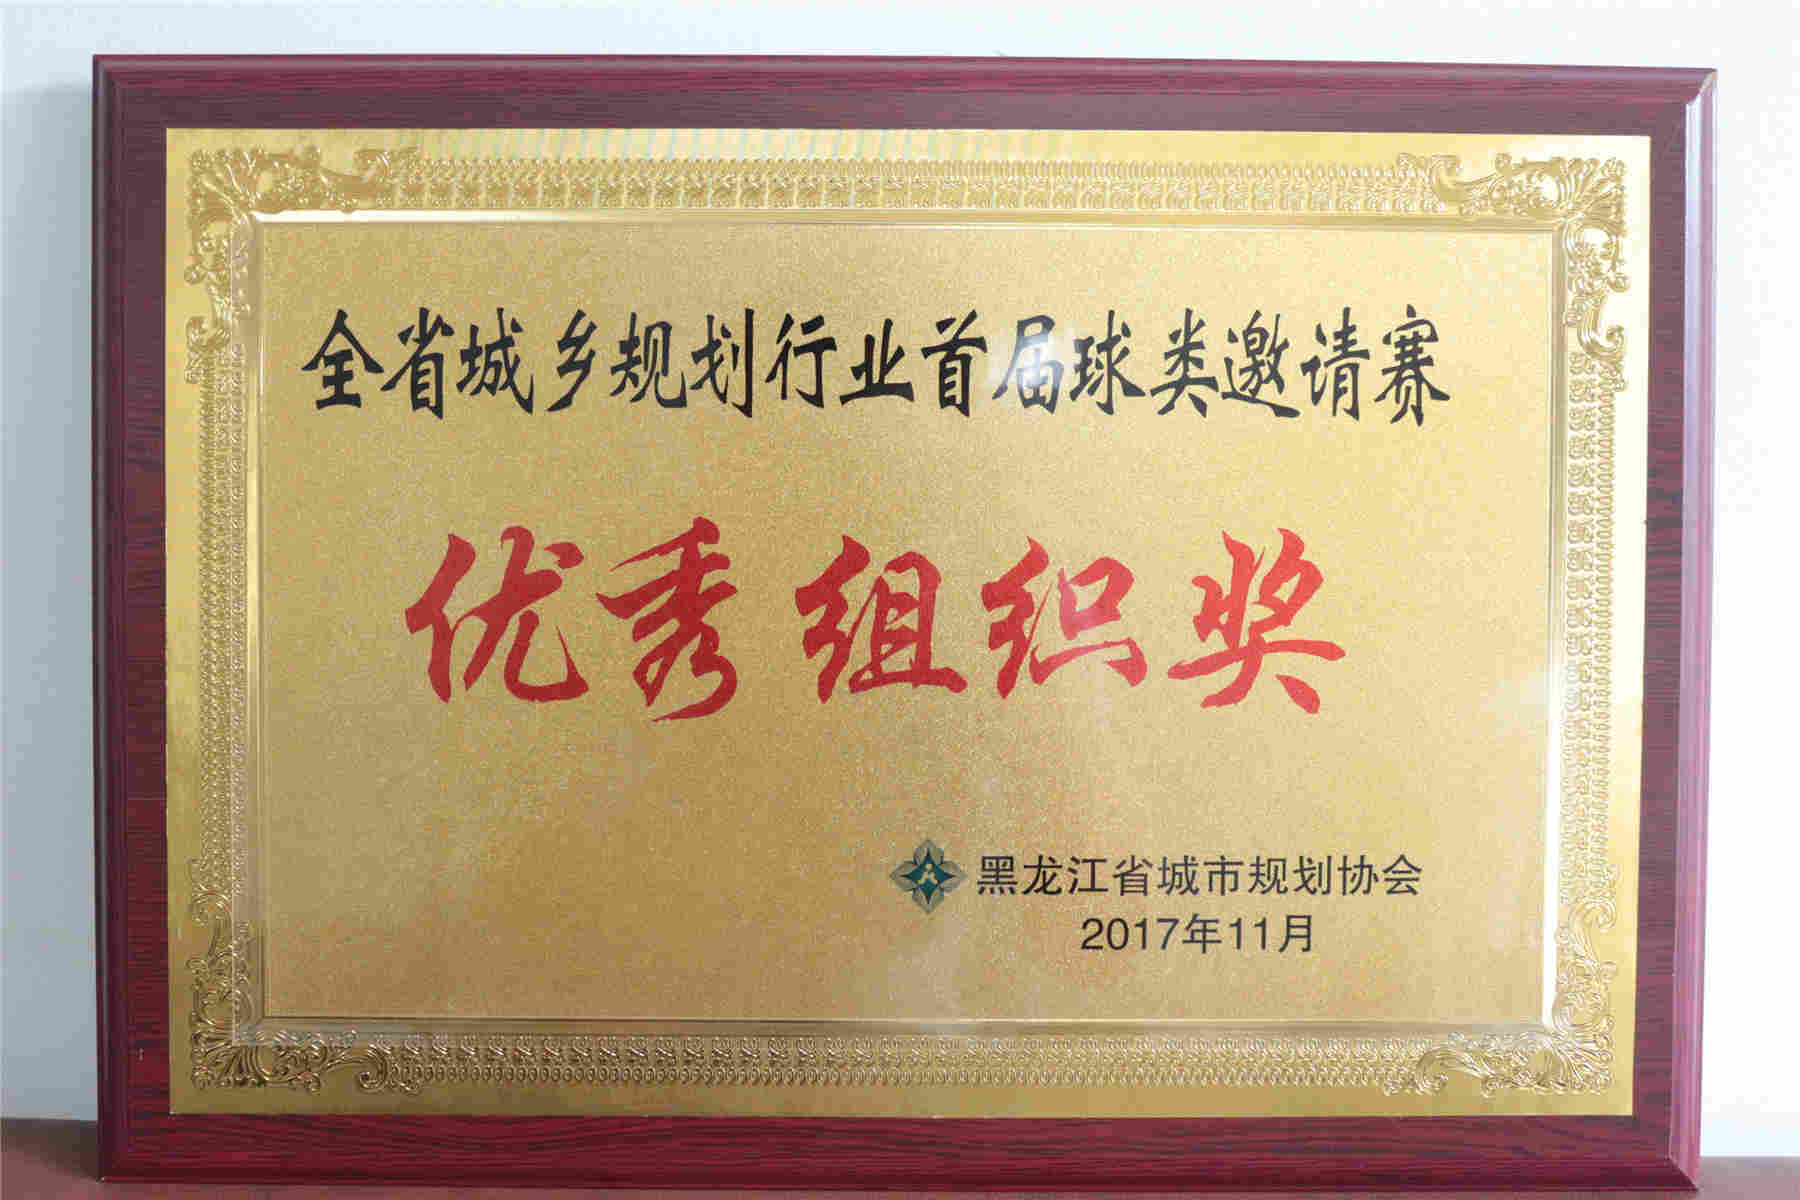 全省城乡规划行业首届球类邀请赛
优秀组织奖
黑龙江省城市规划协会
2017年11月